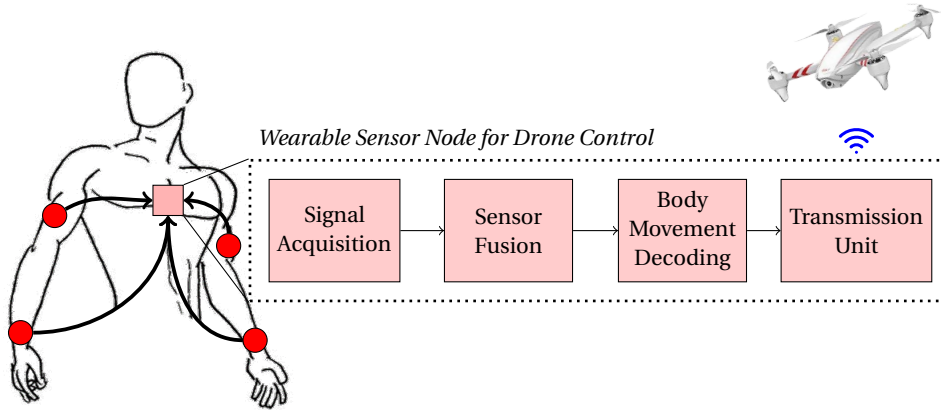 Wearable Sensor Node for Drone Control
Signal
Acquisition
Sensor
Fusion
Body
Movement
Decoding
Transmission
Unit